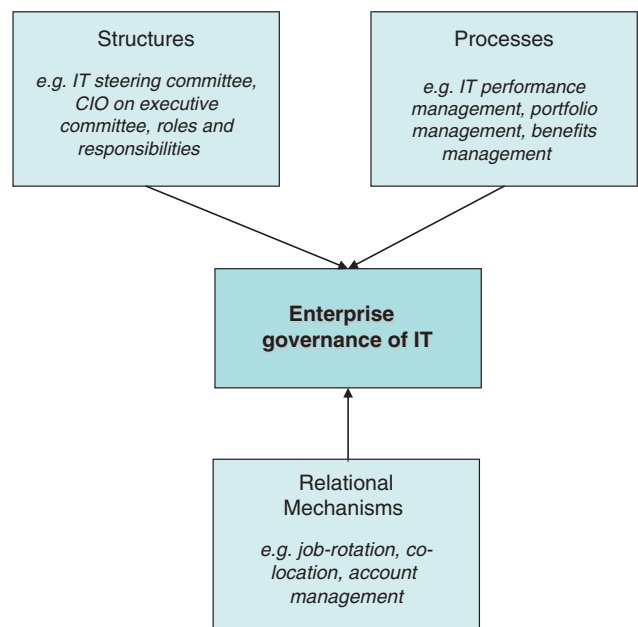 Structures
e.g. IT steering committee,
CIO on executive
committee, roles and
responsibilities
Processes
e.g. IT performance
management, portfolio
management, benefits
management
Enterprise
governance of IT
Relational
Mechanisms
e.g. job-rotation, co-
location, account
management